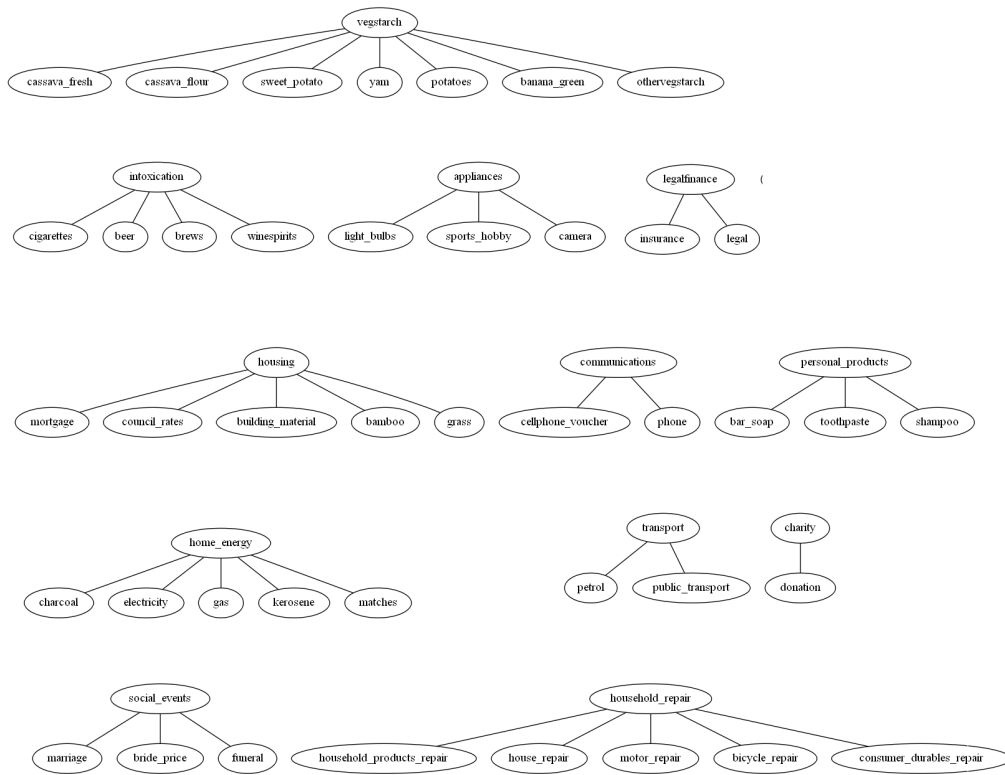 vegstarch
cassava_fresh cassava_flour sweet_potato yam potatoes banana_green othervegstarch
intoxication appliances legalfinance (
cigarettes beer brews winespirits light_bulbs sports_hobby camera insurance legal
housing communications personal_products
mortgage council_rates building_material bamboo grass cellphone_voucher phone bar_soap toothpaste shampoo
home_energy transport charity
charcoal electricity gas kerosene matches petrol public_transport donation
social_events household_repair
marriage bride_price funeral household_products_repair house_repair motor_repair bicycle_repair consumer_durables_repair